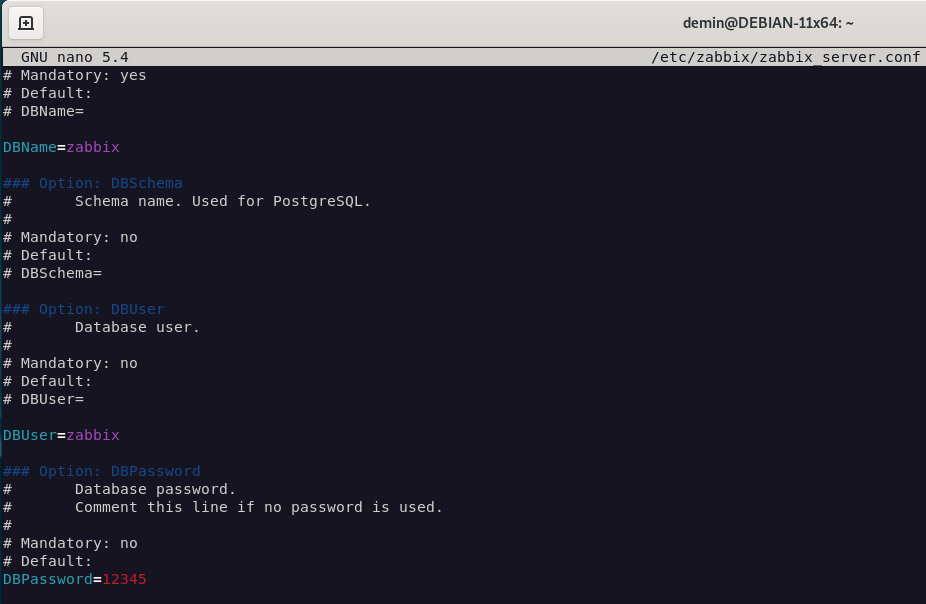 demin@DEBIAN-11x64: ~
GNU nano 5.4 /etc/zabbix/zabbix_server.conf
# Mandatory: yes
# Default:
# DBName=
DBName=zabbix
### Option: DBSchema
#       Schema name. Used for PostgreSQL.
#
# Mandatory: no
# Default:
# DBSchema=
### Option: DBUser
#       Database user.
#
# Mandatory: no
# Default:
# DBUser=
DBUser=zabbix
### Option: DBPassword
#       Database password.
#       Comment this line if no password is used.
#
# Mandatory: no
# Default:
DBPassword=12345